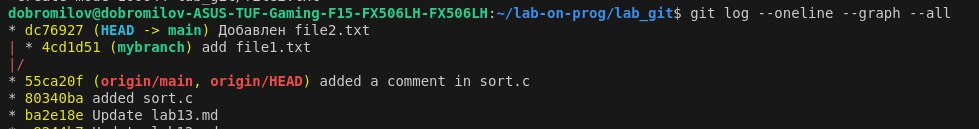 dobromilov@dobromilov-ASUS-TUF-Gaming-F15-FX506LH-FX506LH:~/lab-on-prog/lab_git$ git log --oneline --graph --all
* dc76927 (HEAD -> main) Добавлен file2.txt
| * 4cd1d51 (mybranch) add file1.txt
|/
* 55ca20f (origin/main, origin/HEAD) added a comment in sort.c
* 80340ba added sort.c
* ba2e18e Update lab13.md